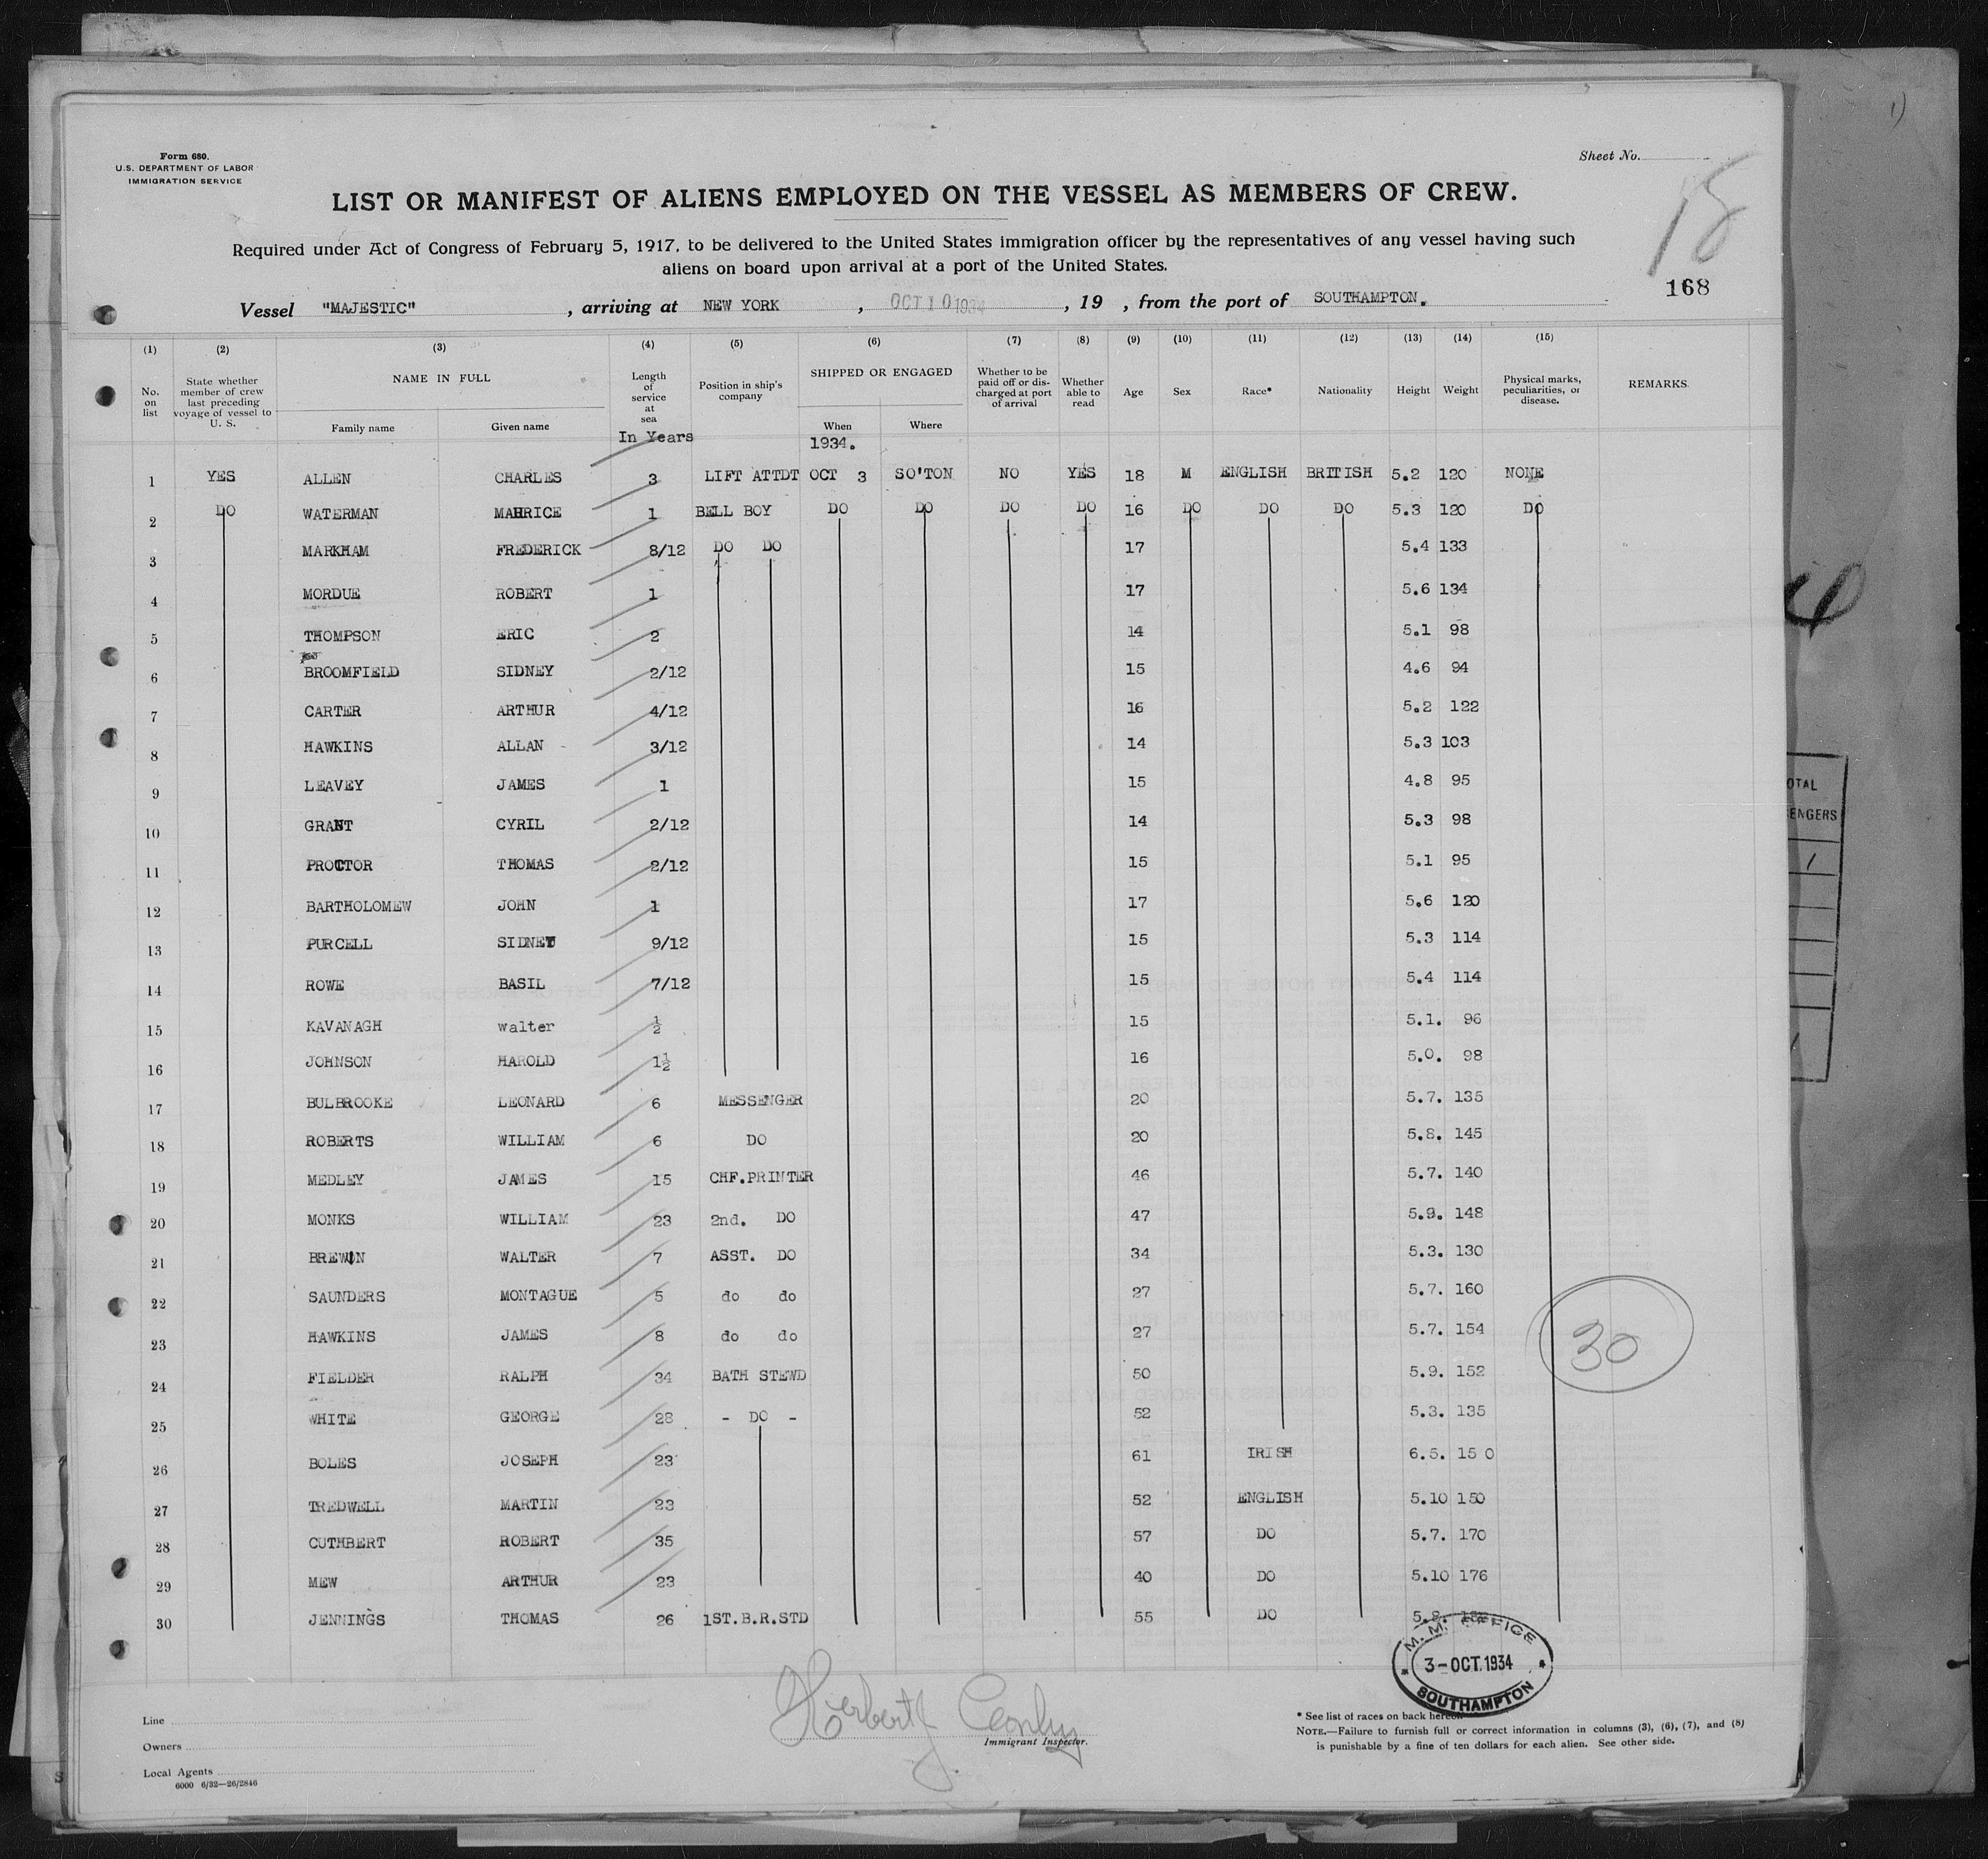 Form 680.
U.S. DEPARTMENT OF LABOR
IMMIGRATION SERVICE
Sheet No.
18
LIST OR MANIFEST OF ALIENS EMPLOYED ON THE VESSEL AS MEMBERS OF CREW.
Required under Act of Congress of February 5, 1917, to be delivered to the United States immigration officer by the representatives of any vessel having such
aliens on board upon arrival at a port of the United States.
168
Vessel "MAJESTIC" , arriving at NEW YORK , OCT 10 1934 , 19 , from the port of SOUTHAMPTON.
(1) (2) (3) (4) (5) (6) (7) (8) (9) (10) (11) (12) (13) (14) (15)
No. on list State whether member of crew last preceding voyage of vessel to U. S. NAME IN FULL Length of service at sea Position in ship's company SHIPPED OR ENGAGED Whether to be paid off or discharged at port of arrival Whether able to read Age Sex Race* Nationality Height Weight Physical marks, peculiarities, or disease. REMARKS
Family name Given name When Where
In Years 1934.
1 YES ALLEN CHARLES 3 LIFT ATTDT OCT 3 SO'TON NO YES 18 M ENGLISH BRITISH 5.2 120 NONE
2 DO WATERMAN MAURICE 1 BELL BOY DO DO DO DO 16 DO DO DO 5.3 120 DO
3 MARKHAM FREDERICK 8/12 DO DO 17 5.4 133
4 MORDUE ROBERT 1 17 5.6 134
5 THOMPSON ERIC 2 14 5.1 98
6 BROOMFIELD SIDNEY 2/12 15 4.6 94
7 CARTER ARTHUR 4/12 16 5.2 122
8 HAWKINS ALLAN 3/12 14 5.3 103
9 LEAVEY JAMES 1 15 4.8 95
10 GRANT CYRIL 2/12 14 5.3 98
11 PROCTOR THOMAS 2/12 15 5.1 95
12 BARTHOLOMEW JOHN 1 17 5.6 120
13 PURCELL SIDNEY 9/12 15 5.3 114
14 ROWE BASIL 7/12 15 5.4 114
15 KAVANAGH walter ½ 15 5.1. 96
16 JOHNSON HAROLD 1½ 16 5.0. 98
17 BULBROOKE LEONARD 6 MESSENGER 20 5.7. 135
18 ROBERTS WILLIAM 6 DO 20 5.8. 145
19 MEDLEY JAMES 15 CHF.PRINTER 46 5.7. 140
20 MONKS WILLIAM 23 2nd. DO 47 5.9. 148
21 BREWIN WALTER 7 ASST. DO 34 5.3. 130
22 SAUNDERS MONTAGUE 5 do do 27 5.7. 160
23 HAWKINS JAMES 8 do do 27 5.7. 154
24 FIELDER RALPH 34 BATH STEWD 50 5.9. 152
25 WHITE GEORGE 28 - DO - 52 5.3. 135
26 BOLES JOSEPH 23 61 IRISH 6.5. 15 0
27 TREDWELL MARTIN 23 52 ENGLISH 5.10 150
28 CUTHBERT ROBERT 35 57 DO 5.7. 170
29 MEW ARTHUR 23 40 DO 5.10 176
30 JENNINGS THOMAS 26 1ST.B.R.STD 55 DO 5.8.
30
M. M. OFFICE
3-OCT.1934
SOUTHAMPTON
Line
Owners
Local Agents
6000 6/32—26/2846
Herbert J. Conley
Immigrant Inspector.
* See list of races on back hereof
NOTE.—Failure to furnish full or correct information in columns (3), (6), (7), and (8)
is punishable by a fine of ten dollars for each alien. See other side.
OTAL
ENGERS